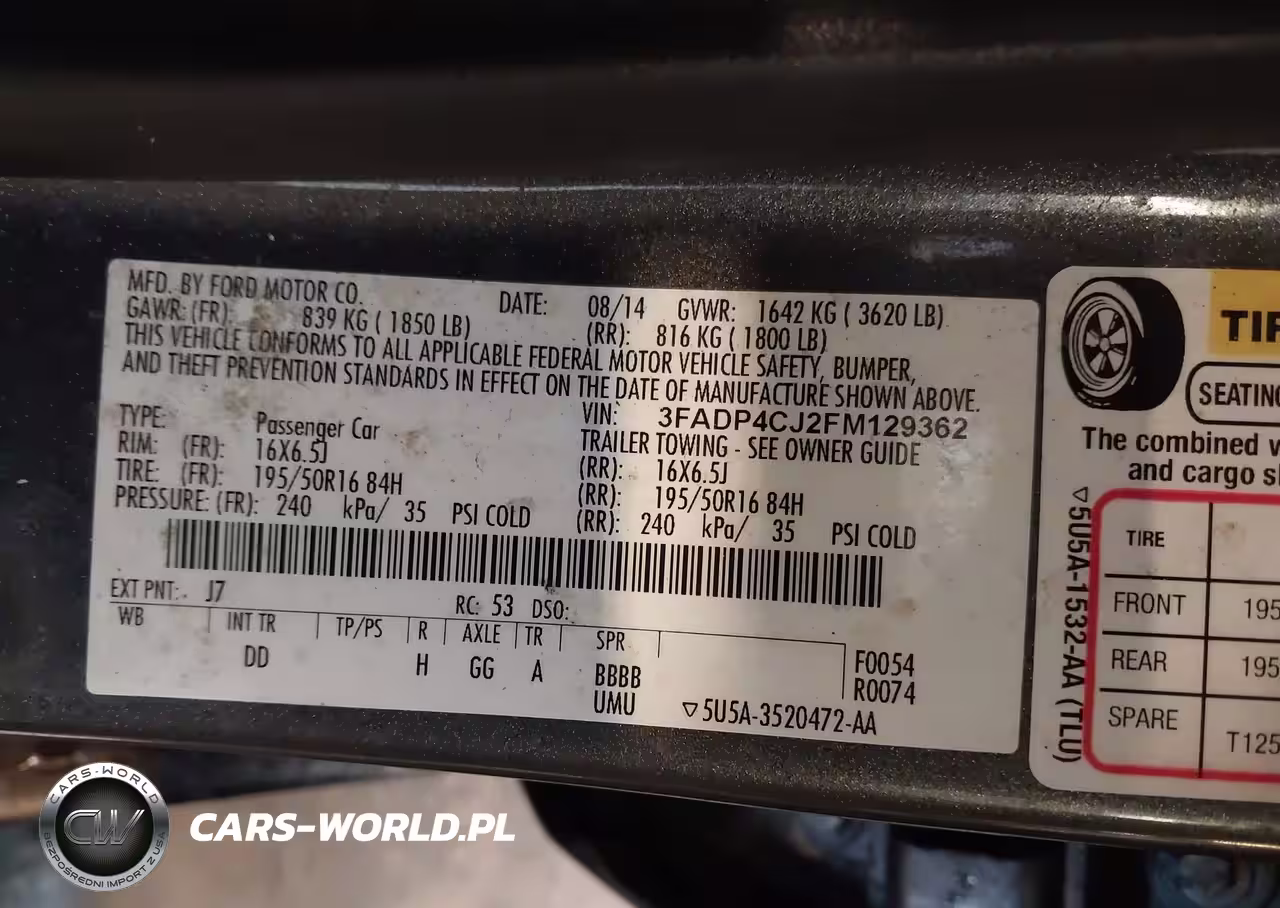 MFD. BY FORD MOTOR CO. DATE: 08/14 GVWR: 1642 KG ( 3620 LB)
GAWR: (FR): 839 KG ( 1850 LB) (RR): 816 KG ( 1800 LB)
THIS VEHICLE CONFORMS TO ALL APPLICABLE FEDERAL MOTOR VEHICLE SAFETY, BUMPER,
AND THEFT PREVENTION STANDARDS IN EFFECT ON THE DATE OF MANUFACTURE SHOWN ABOVE.
VIN: 3FADP4CJ2FM129362
TYPE: Passenger Car TRAILER TOWING - SEE OWNER GUIDE
RIM: (FR): 16X6.5J (RR): 16X6.5J
TIRE: (FR): 195/50R16 84H (RR): 195/50R16 84H
PRESSURE: (FR): 240 kPa/ 35 PSI COLD (RR): 240 kPa/ 35 PSI COLD
EXT PNT: J7 RC: 53 DSO:
WB INT TR TP/PS R AXLE TR SPR
DD H GG A BBBB
UMU
F0054
R0074
▽5U5A-3520472-AA
TIR
SEATING
The combined w
and cargo s
▽5U5A-1532-AA (TLU)
TIRE
FRONT 195
REAR 195
SPARE T125
CARS-WORLD
CW
BEZPOŚREDNI IMPORT Z USA
CARS-WORLD.PL